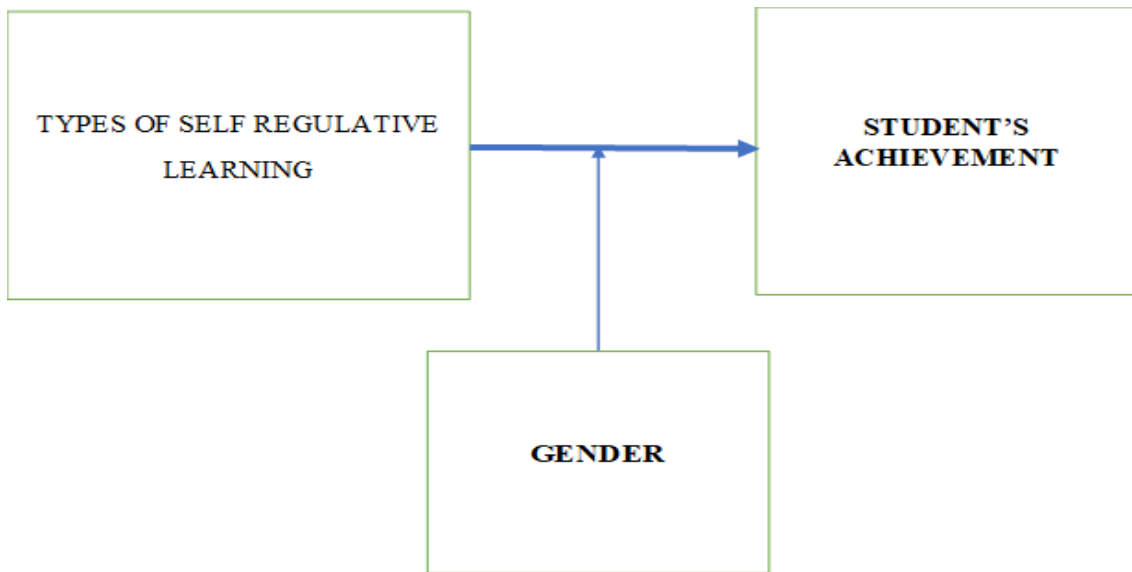 TYPES OF SELF REGULATIVE
LEARNING
STUDENT’S
ACHIEVEMENT
GENDER